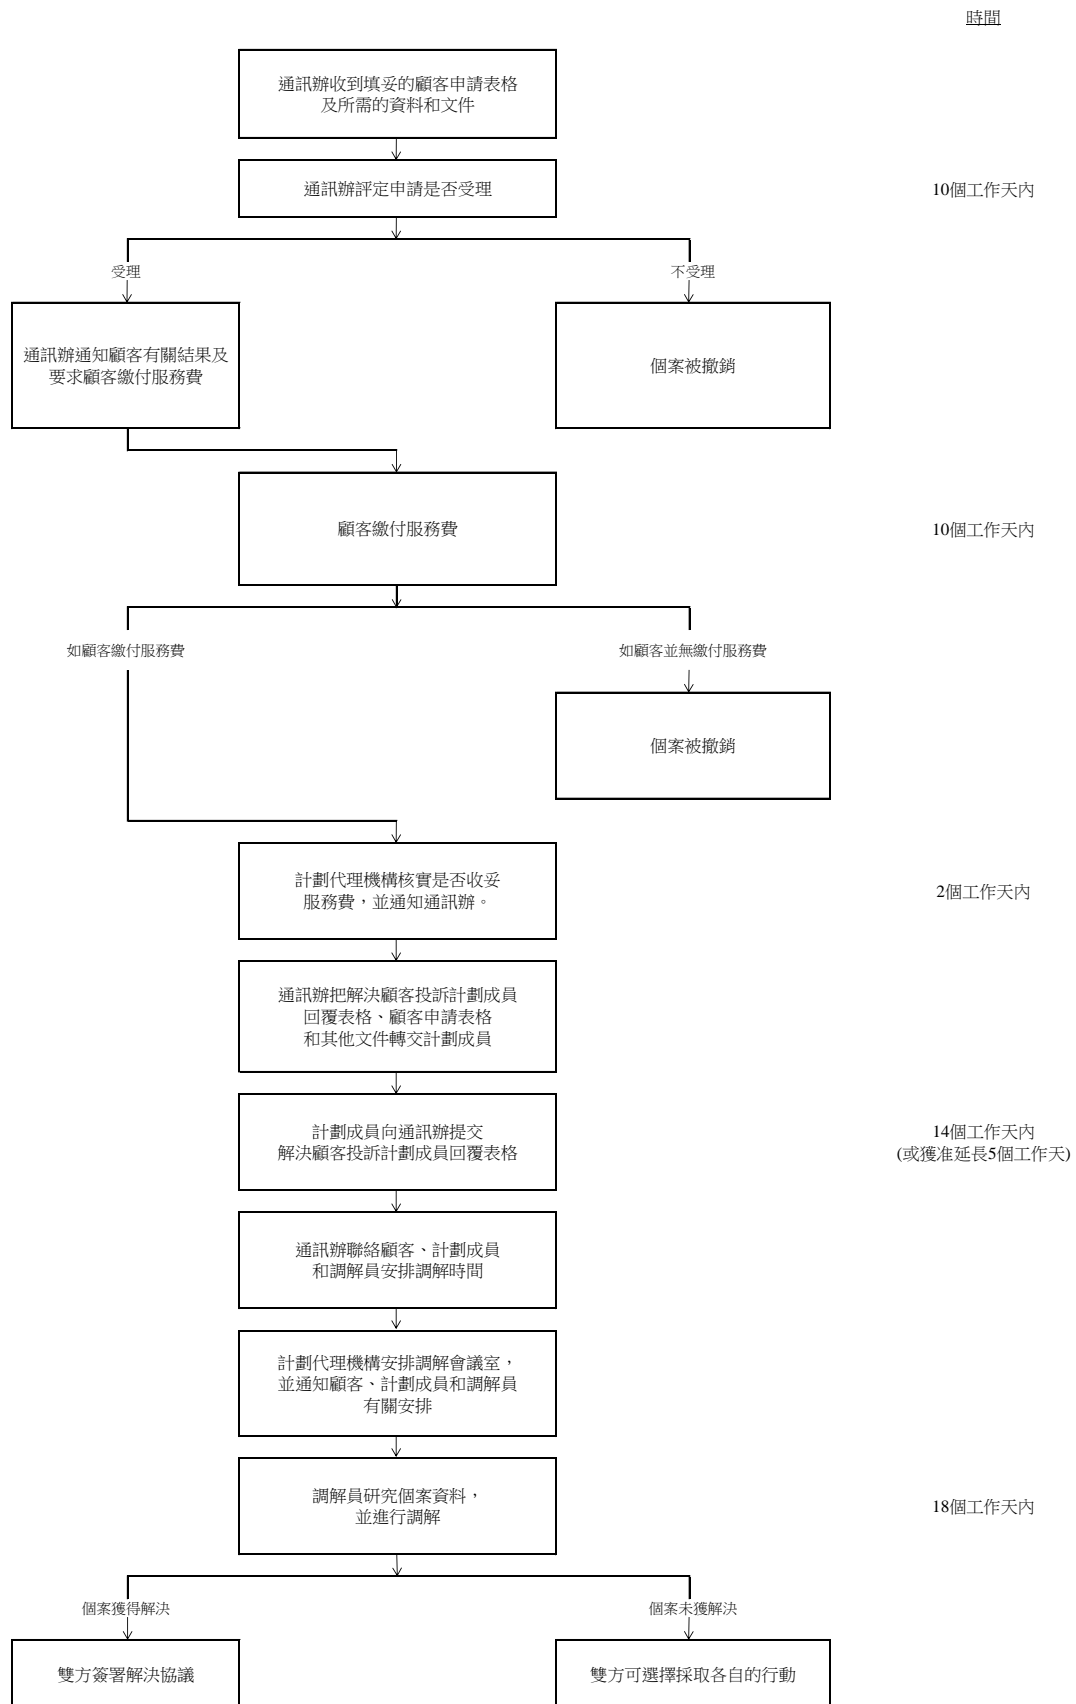 時間
通訊辦收到填妥的顧客申請表格
及所需的資料和文件
通訊辦評定申請是否受理
10個工作天內
受理
不受理
通訊辦通知顧客有關結果及
要求顧客繳付服務費
個案被撤銷
顧客繳付服務費
10個工作天內
如顧客繳付服務費
如顧客並無繳付服務費
個案被撤銷
計劃代理機構核實是否收妥
服務費，並通知通訊辦。
2個工作天內
通訊辦把解決顧客投訴計劃成員
回覆表格、顧客申請表格
和其他文件轉交計劃成員
計劃成員向通訊辦提交
解決顧客投訴計劃成員回覆表格
14個工作天內
(或獲准延長5個工作天)
通訊辦聯絡顧客、計劃成員
和調解員安排調解時間
計劃代理機構安排調解會議室，
並通知顧客、計劃成員和調解員
有關安排
調解員研究個案資料，
並進行調解
18個工作天內
個案獲得解決
個案未獲解決
雙方簽署解決協議
雙方可選擇採取各自的行動